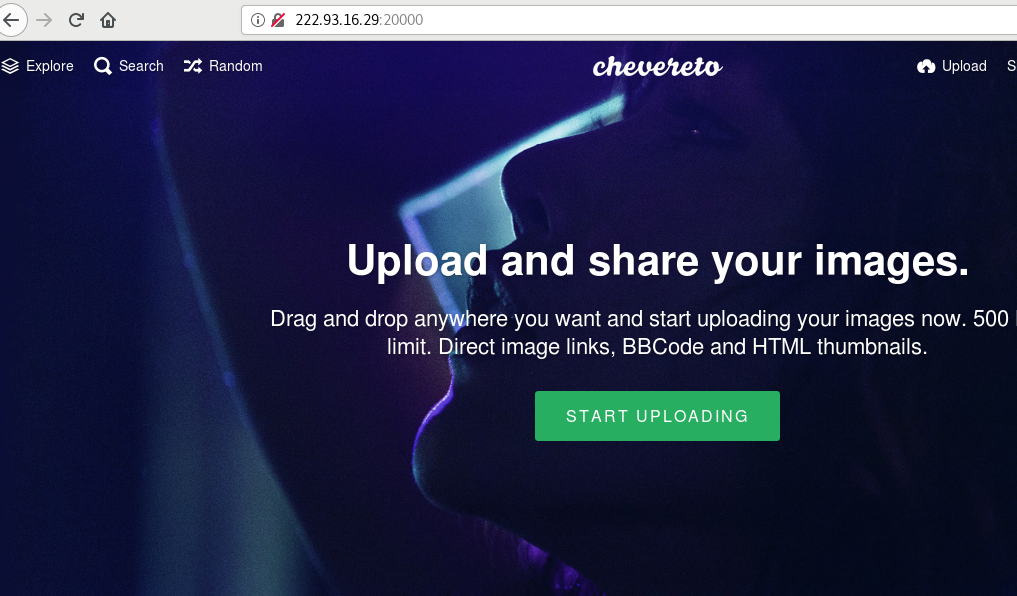 222.93.16.29:20000
Explore Search Random chevereto Upload S
Upload and share your images.
Drag and drop anywhere you want and start uploading your images now. 500
limit. Direct image links, BBCode and HTML thumbnails.
START UPLOADING